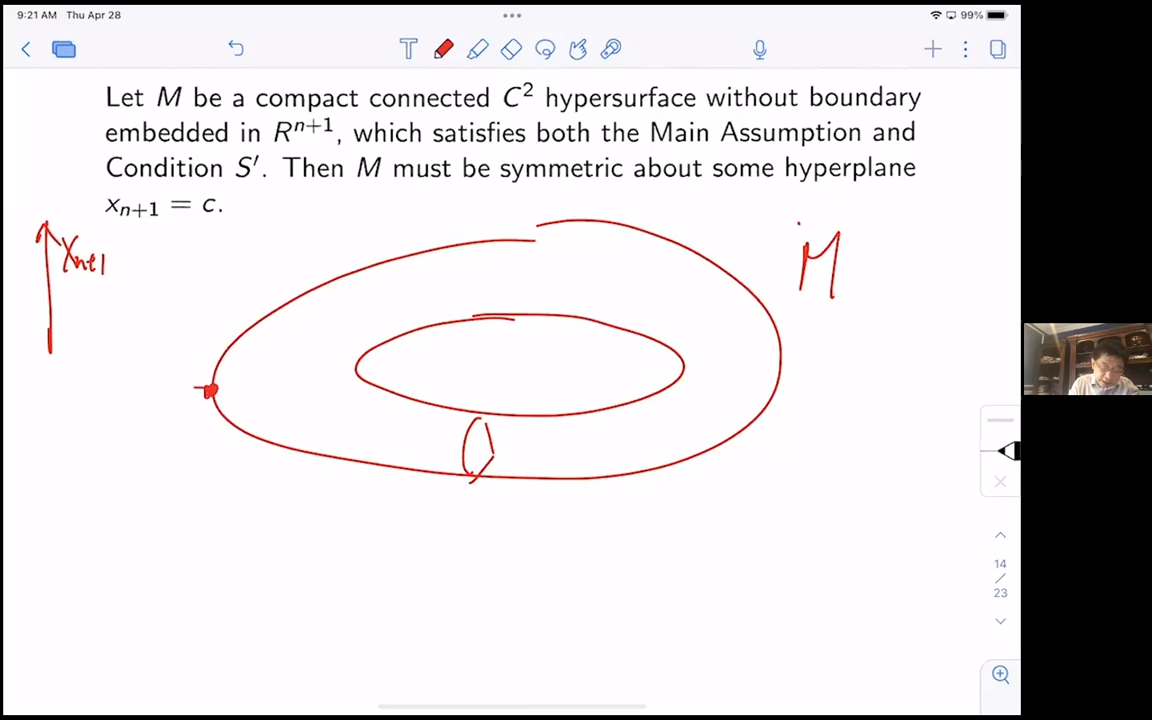 9:21 AM Thu Apr 28
99%
Let M be a compact connected C² hypersurface without boundary
embedded in Rⁿ⁺¹, which satisfies both the Main Assumption and
Condition S′. Then M must be symmetric about some hyperplane
xₙ₊₁ = c.
xₙ₊₁
M
14
/
23